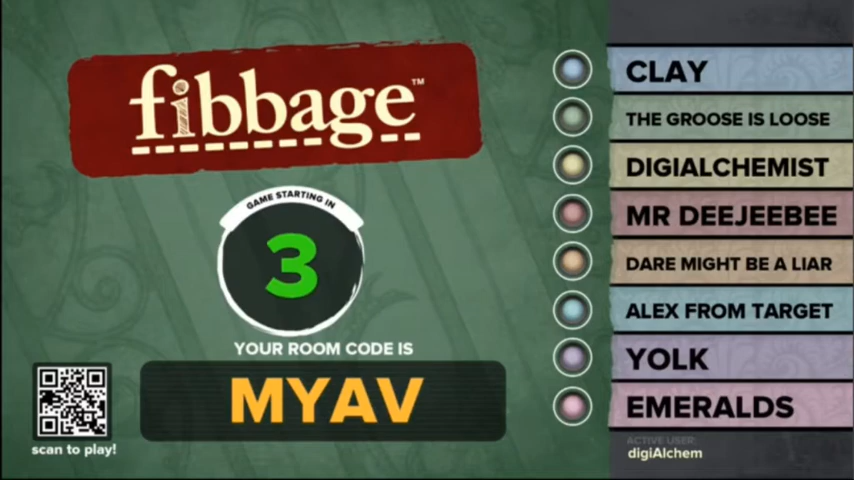 fibbage™
GAME STARTING IN
3
YOUR ROOM CODE IS
MYAV
scan to play!
CLAY
THE GROOSE IS LOOSE
DIGIALCHEMIST
MR DEEJEEBEE
DARE MIGHT BE A LIAR
ALEX FROM TARGET
YOLK
EMERALDS
ACTIVE USER:
digiAlchem